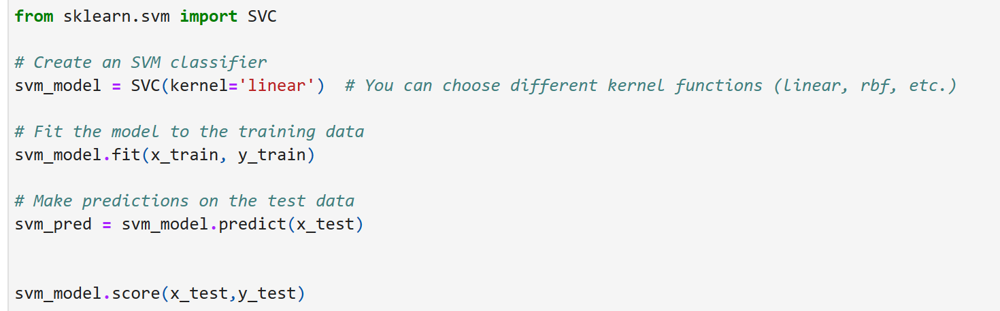 from sklearn.svm import SVC
# Create an SVM classifier
svm_model = SVC(kernel='linear')  # You can choose different kernel functions (linear, rbf, etc.)
# Fit the model to the training data
svm_model.fit(x_train, y_train)
# Make predictions on the test data
svm_pred = svm_model.predict(x_test)
svm_model.score(x_test,y_test)